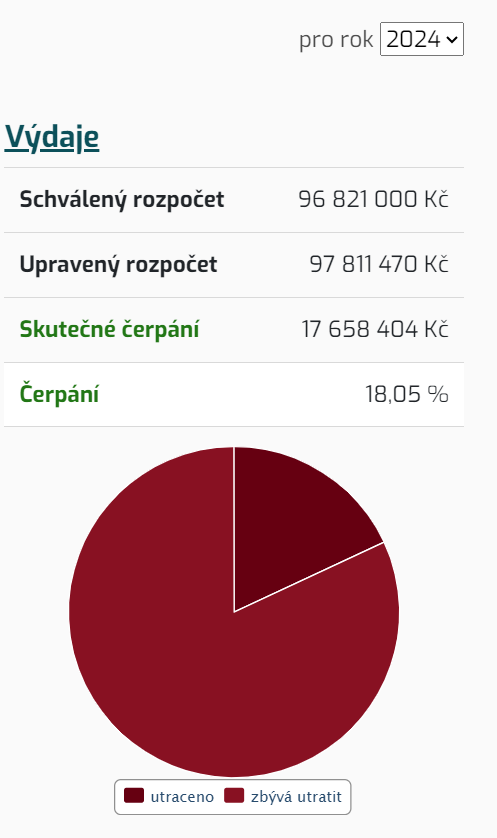 pro rok 2024
Výdaje
Schválený rozpočet 96 821 000 Kč
Upravený rozpočet 97 811 470 Kč
Skutečné čerpání 17 658 404 Kč
Čerpání 18,05 %
utraceno zbývá utratit